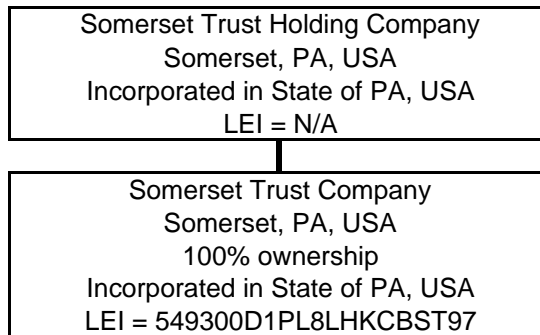 Somerset Trust Holding Company
Somerset, PA, USA
Incorporated in State of PA, USA
LEI = N/A
Somerset Trust Company
Somerset, PA, USA
100% ownership
Incorporated in State of PA, USA
LEI = 549300D1PL8LHKCBST97